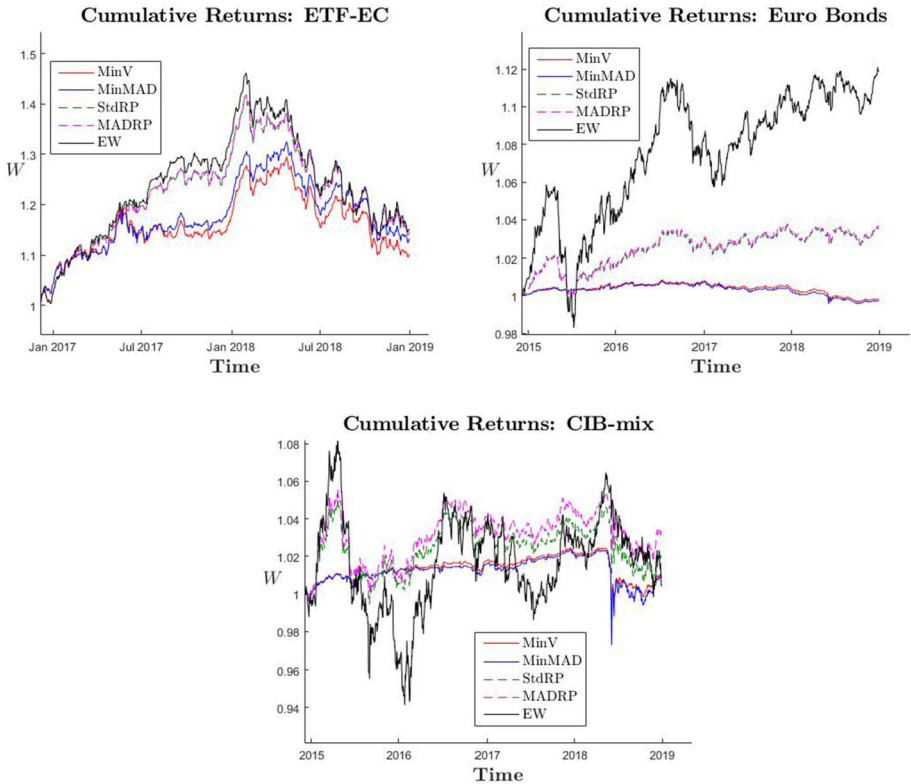 Cumulative Returns: ETF-EC
1.5
1.4
1.3
1.2
1.1
1
W
MinV
MinMAD
StdRP
MADRP
EW
Jan 2017
Jul 2017
Jan 2018
Jul 2018
Jan 2019
Time
Cumulative Returns: Euro Bonds
1.12
1.1
1.08
1.06
1.04
1.02
1
0.98
W
MinV
MinMAD
StdRP
MADRP
EW
2015
2016
2017
2018
2019
Time
Cumulative Returns: CIB-mix
1.08
1.06
1.04
1.02
1
0.98
0.96
0.94
W
MinV
MinMAD
StdRP
MADRP
EW
2015
2016
2017
2018
2019
Time